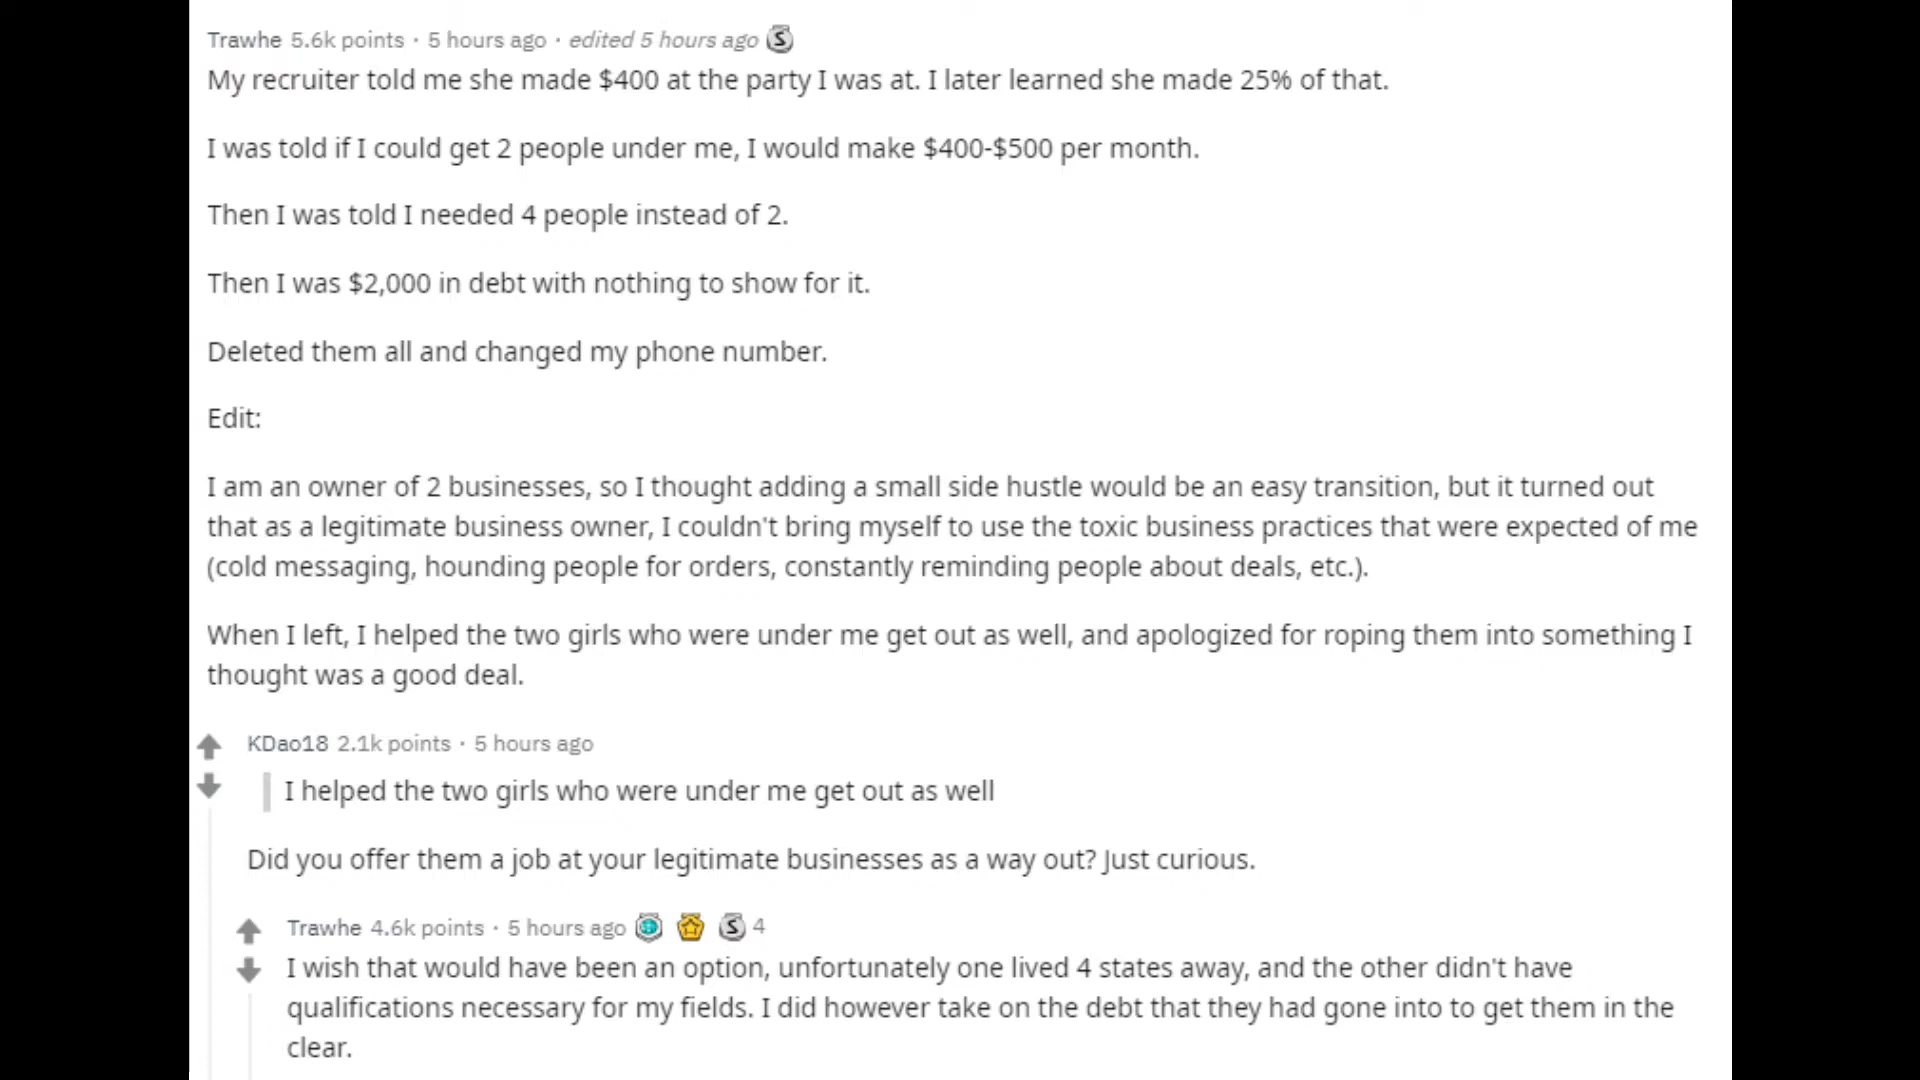 Trawhe 5.6k points · 5 hours ago · edited 5 hours ago S
My recruiter told me she made $400 at the party I was at. I later learned she made 25% of that.
I was told if I could get 2 people under me, I would make $400-$500 per month.
Then I was told I needed 4 people instead of 2.
Then I was $2,000 in debt with nothing to show for it.
Deleted them all and changed my phone number.
Edit:
I am an owner of 2 businesses, so I thought adding a small side hustle would be an easy transition, but it turned out
that as a legitimate business owner, I couldn't bring myself to use the toxic business practices that were expected of me
(cold messaging, hounding people for orders, constantly reminding people about deals, etc.).
When I left, I helped the two girls who were under me get out as well, and apologized for roping them into something I
thought was a good deal.
KDao18 2.1k points · 5 hours ago
I helped the two girls who were under me get out as well
Did you offer them a job at your legitimate businesses as a way out? Just curious.
Trawhe 4.6k points · 5 hours ago S 4
I wish that would have been an option, unfortunately one lived 4 states away, and the other didn't have
qualifications necessary for my fields. I did however take on the debt that they had gone into to get them in the
clear.